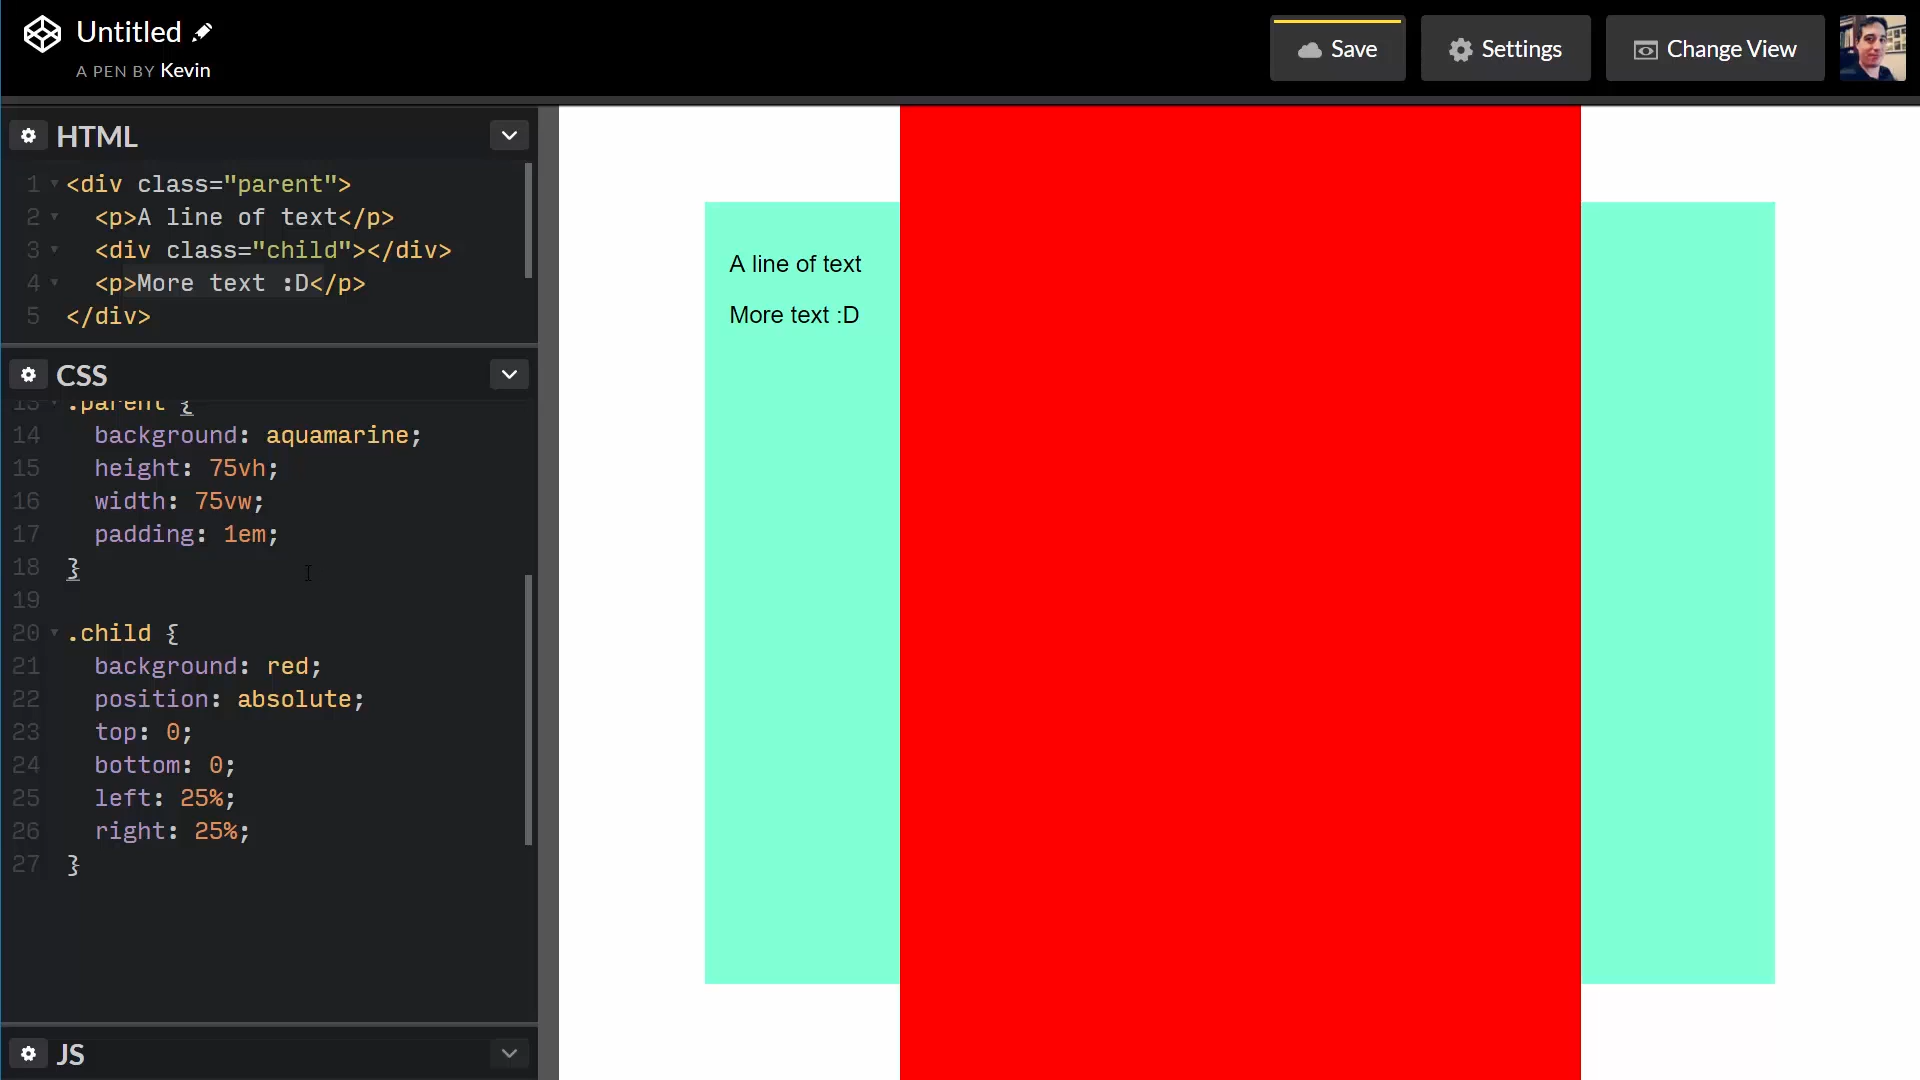 Untitled
A PEN BY Kevin
Save
Settings
Change View
HTML
1 <div class="parent">
2 <p>A line of text</p>
3 <div class="child"></div>
4 <p>More text :D</p>
5 </div>
CSS
13 .parent {
14 background: aquamarine;
15 height: 75vh;
16 width: 75vw;
17 padding: 1em;
18 }
19
20 .child {
21 background: red;
22 position: absolute;
23 top: 0;
24 bottom: 0;
25 left: 25%;
26 right: 25%;
27 }
JS
A line of text
More text :D